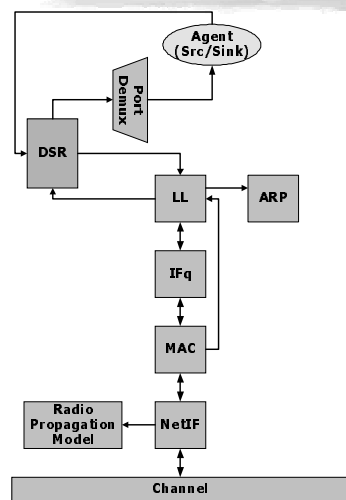 Agent
(Src/Sink)
Port
Demux
DSR
LL
ARP
IFq
MAC
Radio
Propagation
Model
NetIF
Channel